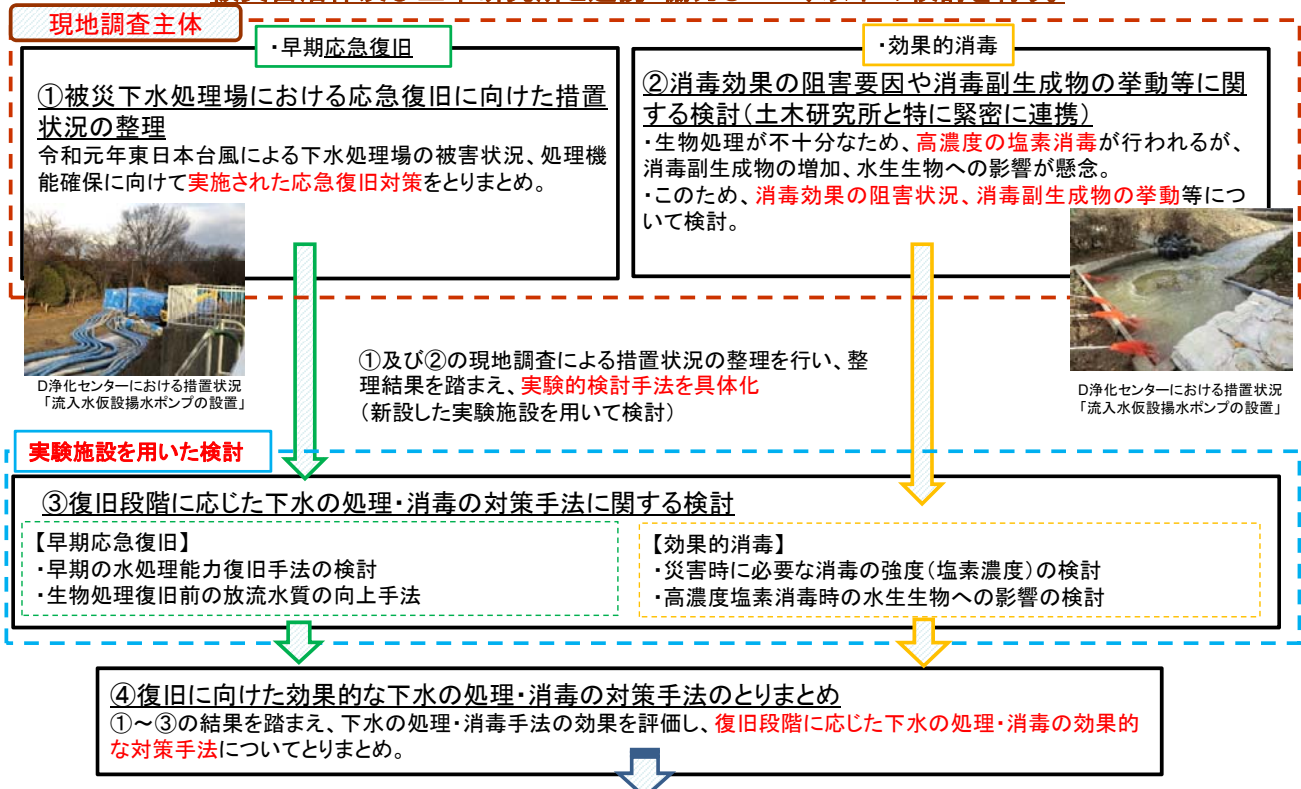 現地調査主体
・早期応急復旧
①被災下水処理場における応急復旧に向けた措置
状況の整理
令和元年東日本台風による下水処理場の被害状況、処理機
能確保に向けて実施された応急復旧対策をとりまとめ。
D浄化センターにおける措置状況
「流入水仮設揚水ポンプの設置」
・効果的消毒
②消毒効果の阻害要因や消毒副生成物の挙動等に関
する検討(土木研究所と特に緊密に連携)
・生物処理が不十分なため、高濃度の塩素消毒が行われるが、
消毒副生成物の増加、水生生物への影響が懸念。
・このため、消毒効果の阻害状況、消毒副生成物の挙動等につ
いて検討。
D浄化センターにおける措置状況
「流入水仮設揚水ポンプの設置」
①及び②の現地調査による措置状況の整理を行い、整
理結果を踏まえ、実験的検討手法を具体化
(新設した実験施設を用いて検討)
実験施設を用いた検討
③復旧段階に応じた下水の処理・消毒の対策手法に関する検討
【早期応急復旧】
・早期の水処理能力復旧手法の検討
・生物処理復旧前の放流水質の向上手法
【効果的消毒】
・災害時に必要な消毒の強度(塩素濃度)の検討
・高濃度塩素消毒時の水生生物への影響の検討
④復旧に向けた効果的な下水の処理・消毒の対策手法のとりまとめ
①~③の結果を踏まえ、下水の処理・消毒手法の効果を評価し、復旧段階に応じた下水の処理・消毒の効果的
な対策手法についてとりまとめ。